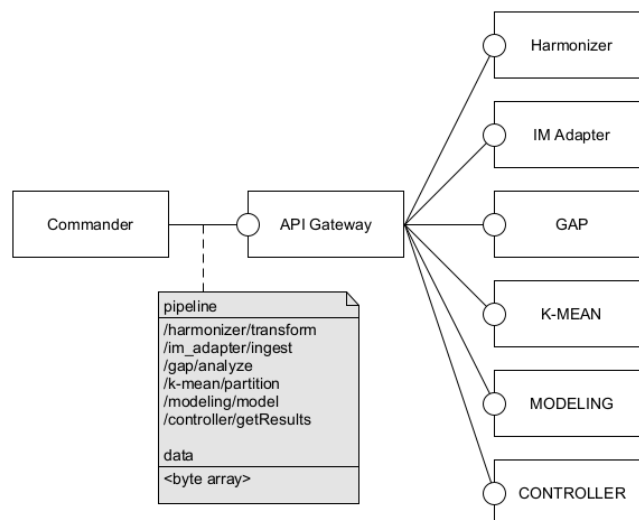 Harmonizer
IM Adapter
Commander
API Gateway
GAP
pipeline
/harmonizer/transform
/im_adapter/ingest
/gap/analyze
/k-mean/partition
/modeling/model
/controller/getResults
data
<byte array>
K-MEAN
MODELING
CONTROLLER